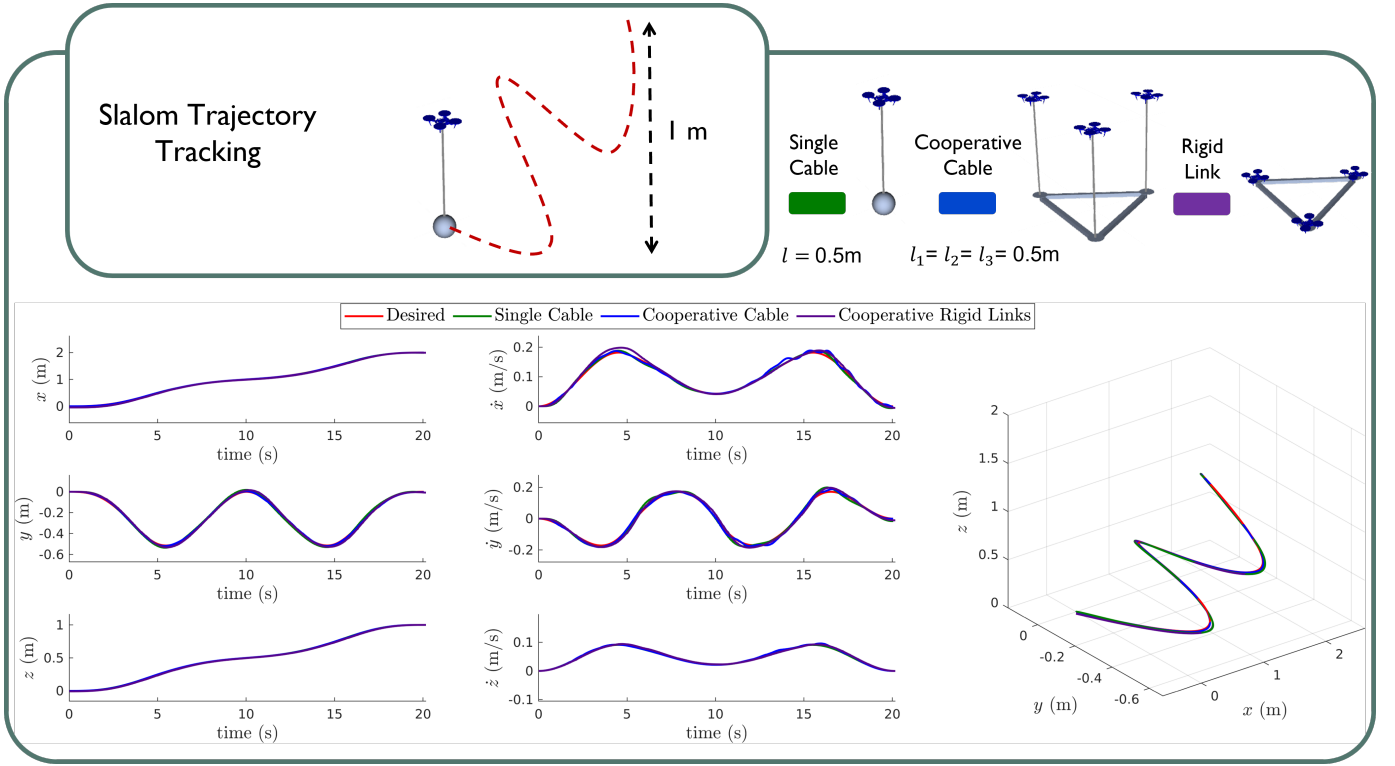 Slalom Trajectory
Tracking
1 m
Single
Cable
Cooperative
Cable
Rigid
Link
l = 0.5m
l₁= l₂= l₃= 0.5m
Desired
Single Cable
Cooperative Cable
Cooperative Rigid Links
x (m)
2
1
0
0 5 10 15 20
time (s)
ẋ (m/s)
0.2
0.1
0
0 5 10 15 20
time (s)
y (m)
0
-0.2
-0.4
-0.6
0 5 10 15 20
time (s)
ẏ (m/s)
0.2
0
-0.2
0 5 10 15 20
time (s)
z (m)
1
0.5
0
0 5 10 15 20
time (s)
ż (m/s)
0.1
0
-0.1
0 5 10 15 20
time (s)
z (m)
2
1.5
1
0.5
0
0
-0.2
-0.4
-0.6
y (m)
0
1
2
x (m)